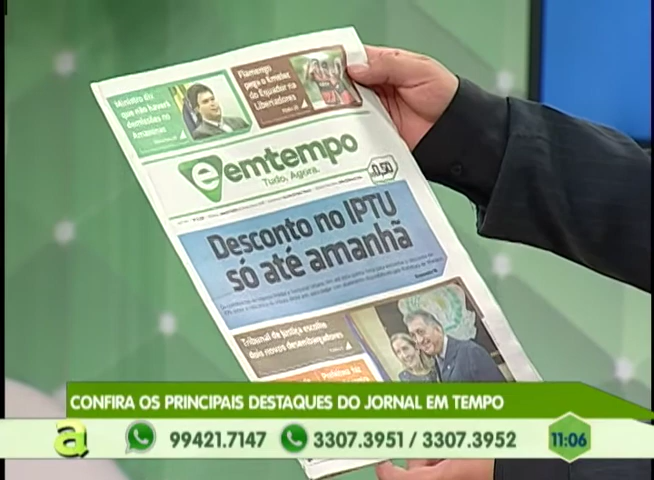 Ministro diz
que não haverá
demissões no
Amazonas
Flamengo
pega o Emelec
do Equador na
Libertadores
e emtempo
Tudo, Agora.
0,50
Desconto no IPTU
só até amanhã
Tribunal de Justiça escolhe
dois novos desembargadores
CONFIRA OS PRINCIPAIS DESTAQUES DO JORNAL EM TEMPO
a 99421.7147 3307.3951 / 3307.3952 11:06